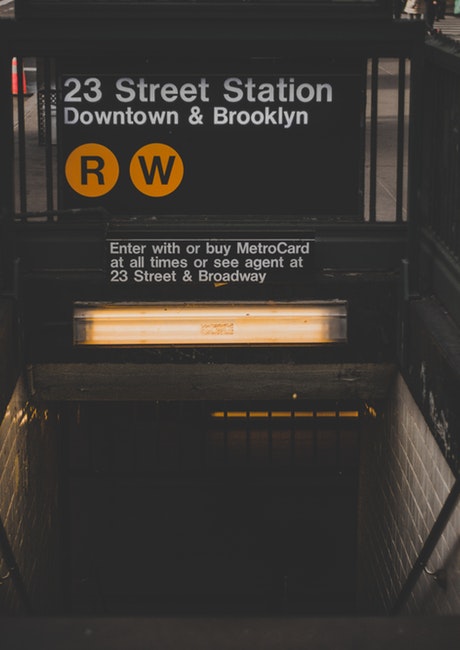 23 Street Station
Downtown & Brooklyn
R W
Enter with or buy MetroCard
at all times or see agent at
23 Street & Broadway